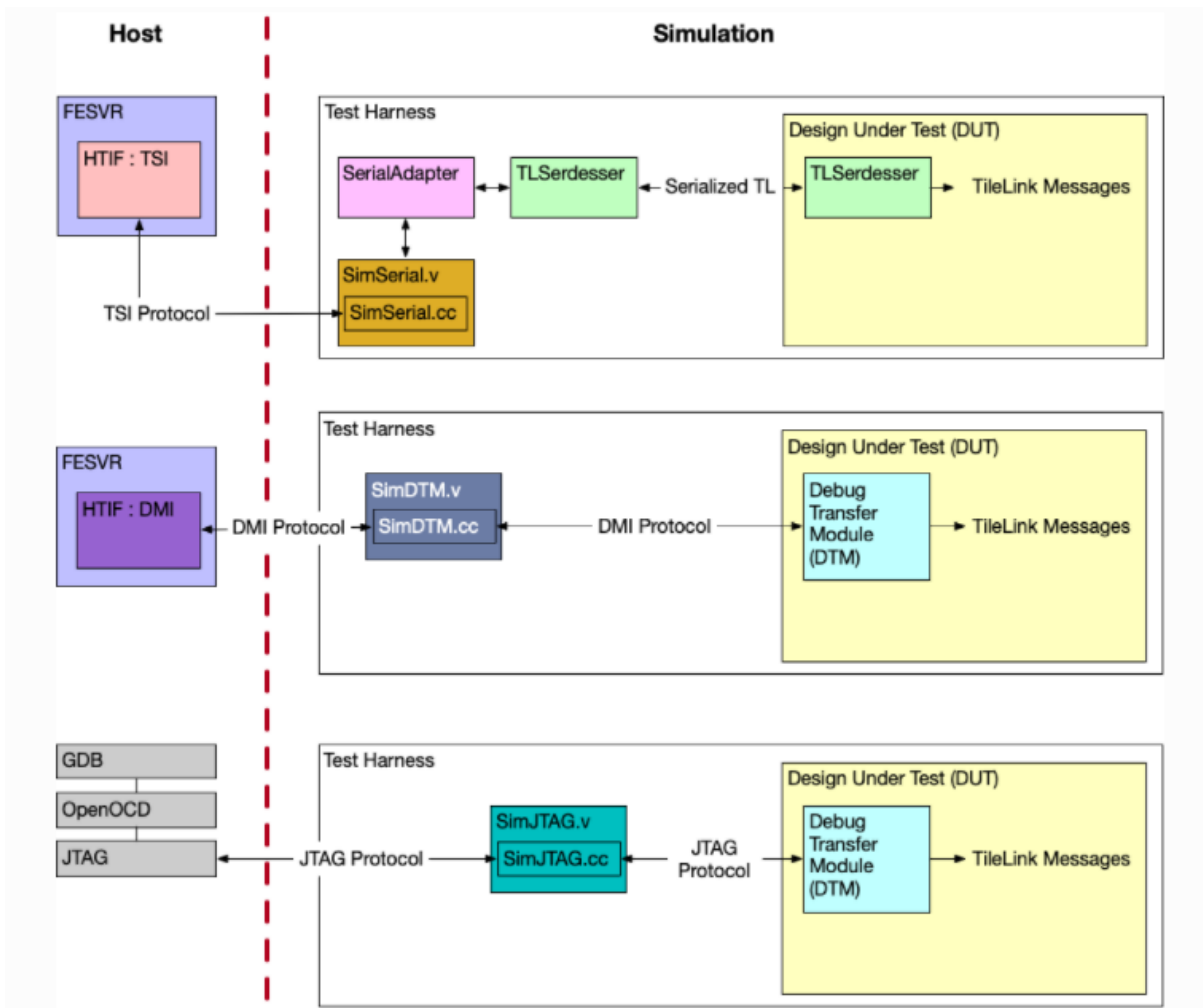 Host
Simulation
FESVR
HTIF : TSI
TSI Protocol
Test Harness
SerialAdapter
TLSerdesser
Serialized TL
SimSerial.v
SimSerial.cc
Design Under Test (DUT)
TLSerdesser
TileLink Messages
FESVR
HTIF : DMI
DMI Protocol
Test Harness
SimDTM.v
SimDTM.cc
DMI Protocol
Design Under Test (DUT)
Debug
Transfer
Module
(DTM)
TileLink Messages
GDB
OpenOCD
JTAG
JTAG Protocol
Test Harness
SimJTAG.v
SimJTAG.cc
JTAG
Protocol
Design Under Test (DUT)
Debug
Transfer
Module
(DTM)
TileLink Messages